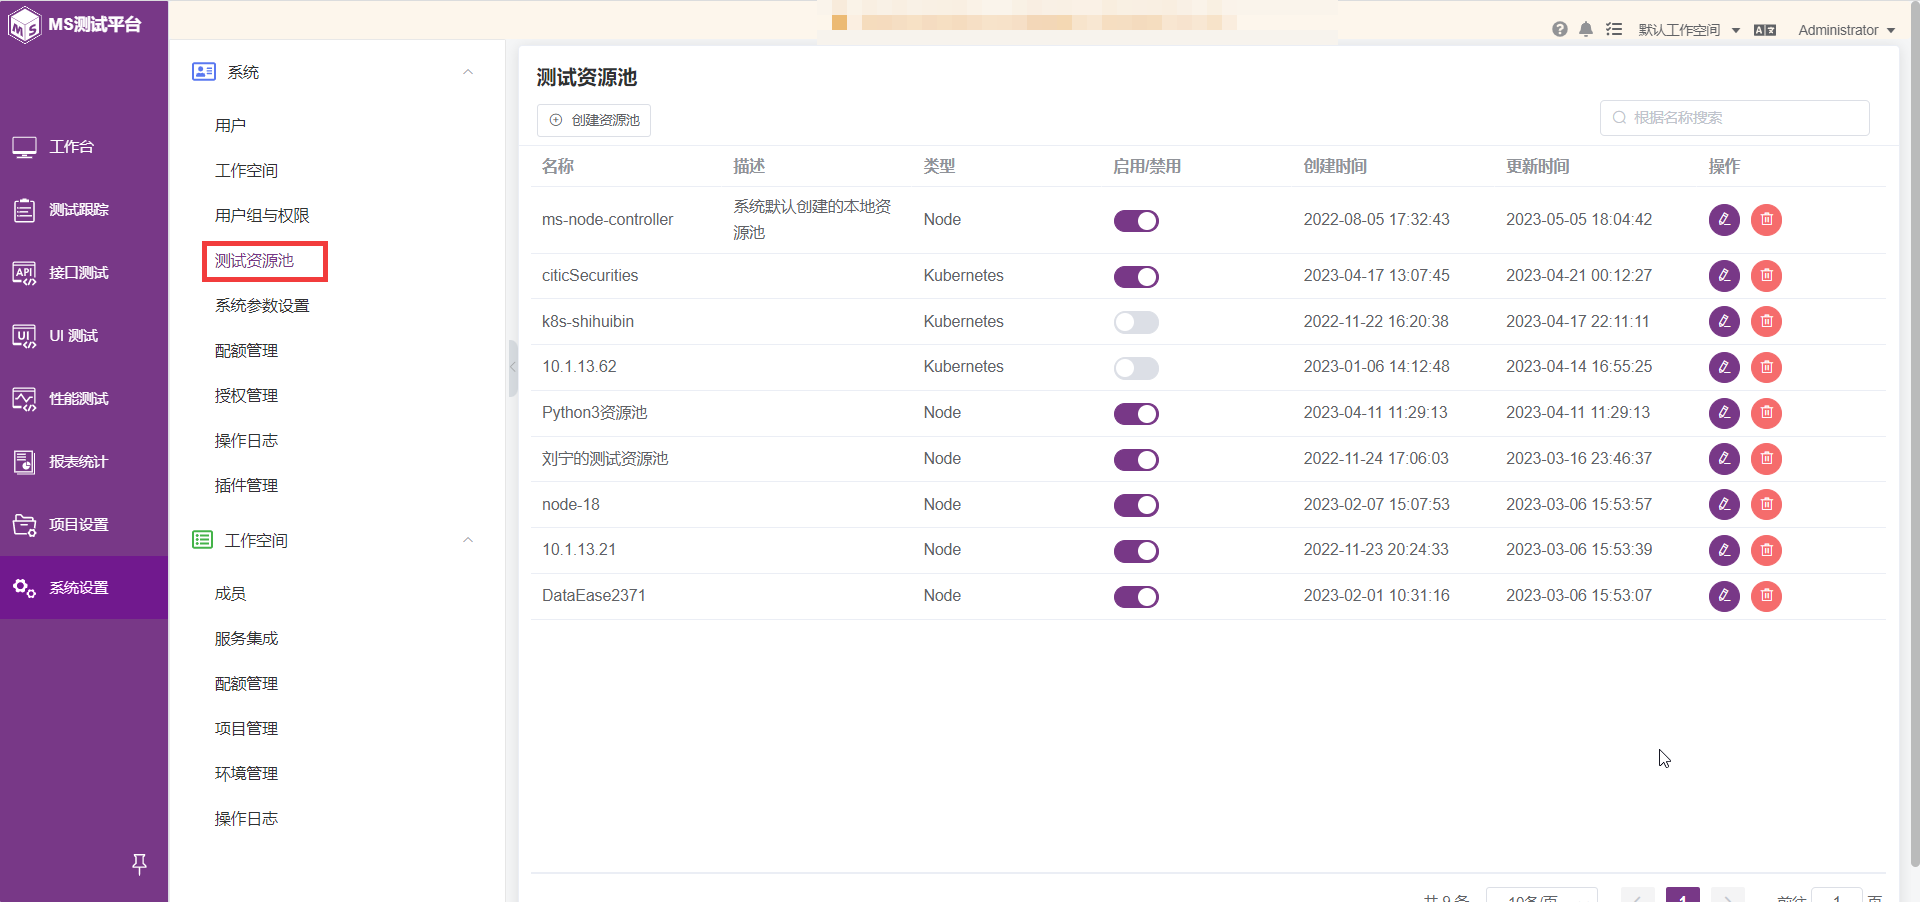 MS测试平台
默认工作空间
Administrator
工作台
测试跟踪
API
接口测试
UI
UI 测试
性能测试
报表统计
项目设置
系统设置
系统
用户
工作空间
用户组与权限
测试资源池
系统参数设置
配额管理
授权管理
操作日志
插件管理
工作空间
成员
服务集成
配额管理
项目管理
环境管理
操作日志
测试资源池
创建资源池
根据名称搜索
名称 描述 类型 启用/禁用 创建时间 更新时间 操作
ms-node-controller 系统默认创建的本地资源池 Node 2022-08-05 17:32:43 2023-05-05 18:04:42
citicSecurities Kubernetes 2023-04-17 13:07:45 2023-04-21 00:12:27
k8s-shihuibin Kubernetes 2022-11-22 16:20:38 2023-04-17 22:11:11
10.1.13.62 Kubernetes 2023-01-06 14:12:48 2023-04-14 16:55:25
Python3资源池 Node 2023-04-11 11:29:13 2023-04-11 11:29:13
刘宁的测试资源池 Node 2022-11-24 17:06:03 2023-03-16 23:46:37
node-18 Node 2023-02-07 15:07:53 2023-03-06 15:53:57
10.1.13.21 Node 2022-11-23 20:24:33 2023-03-06 15:53:39
DataEase2371 Node 2023-02-01 10:31:16 2023-03-06 15:53:07
共 9 条 10条/页 1 前往 1 页